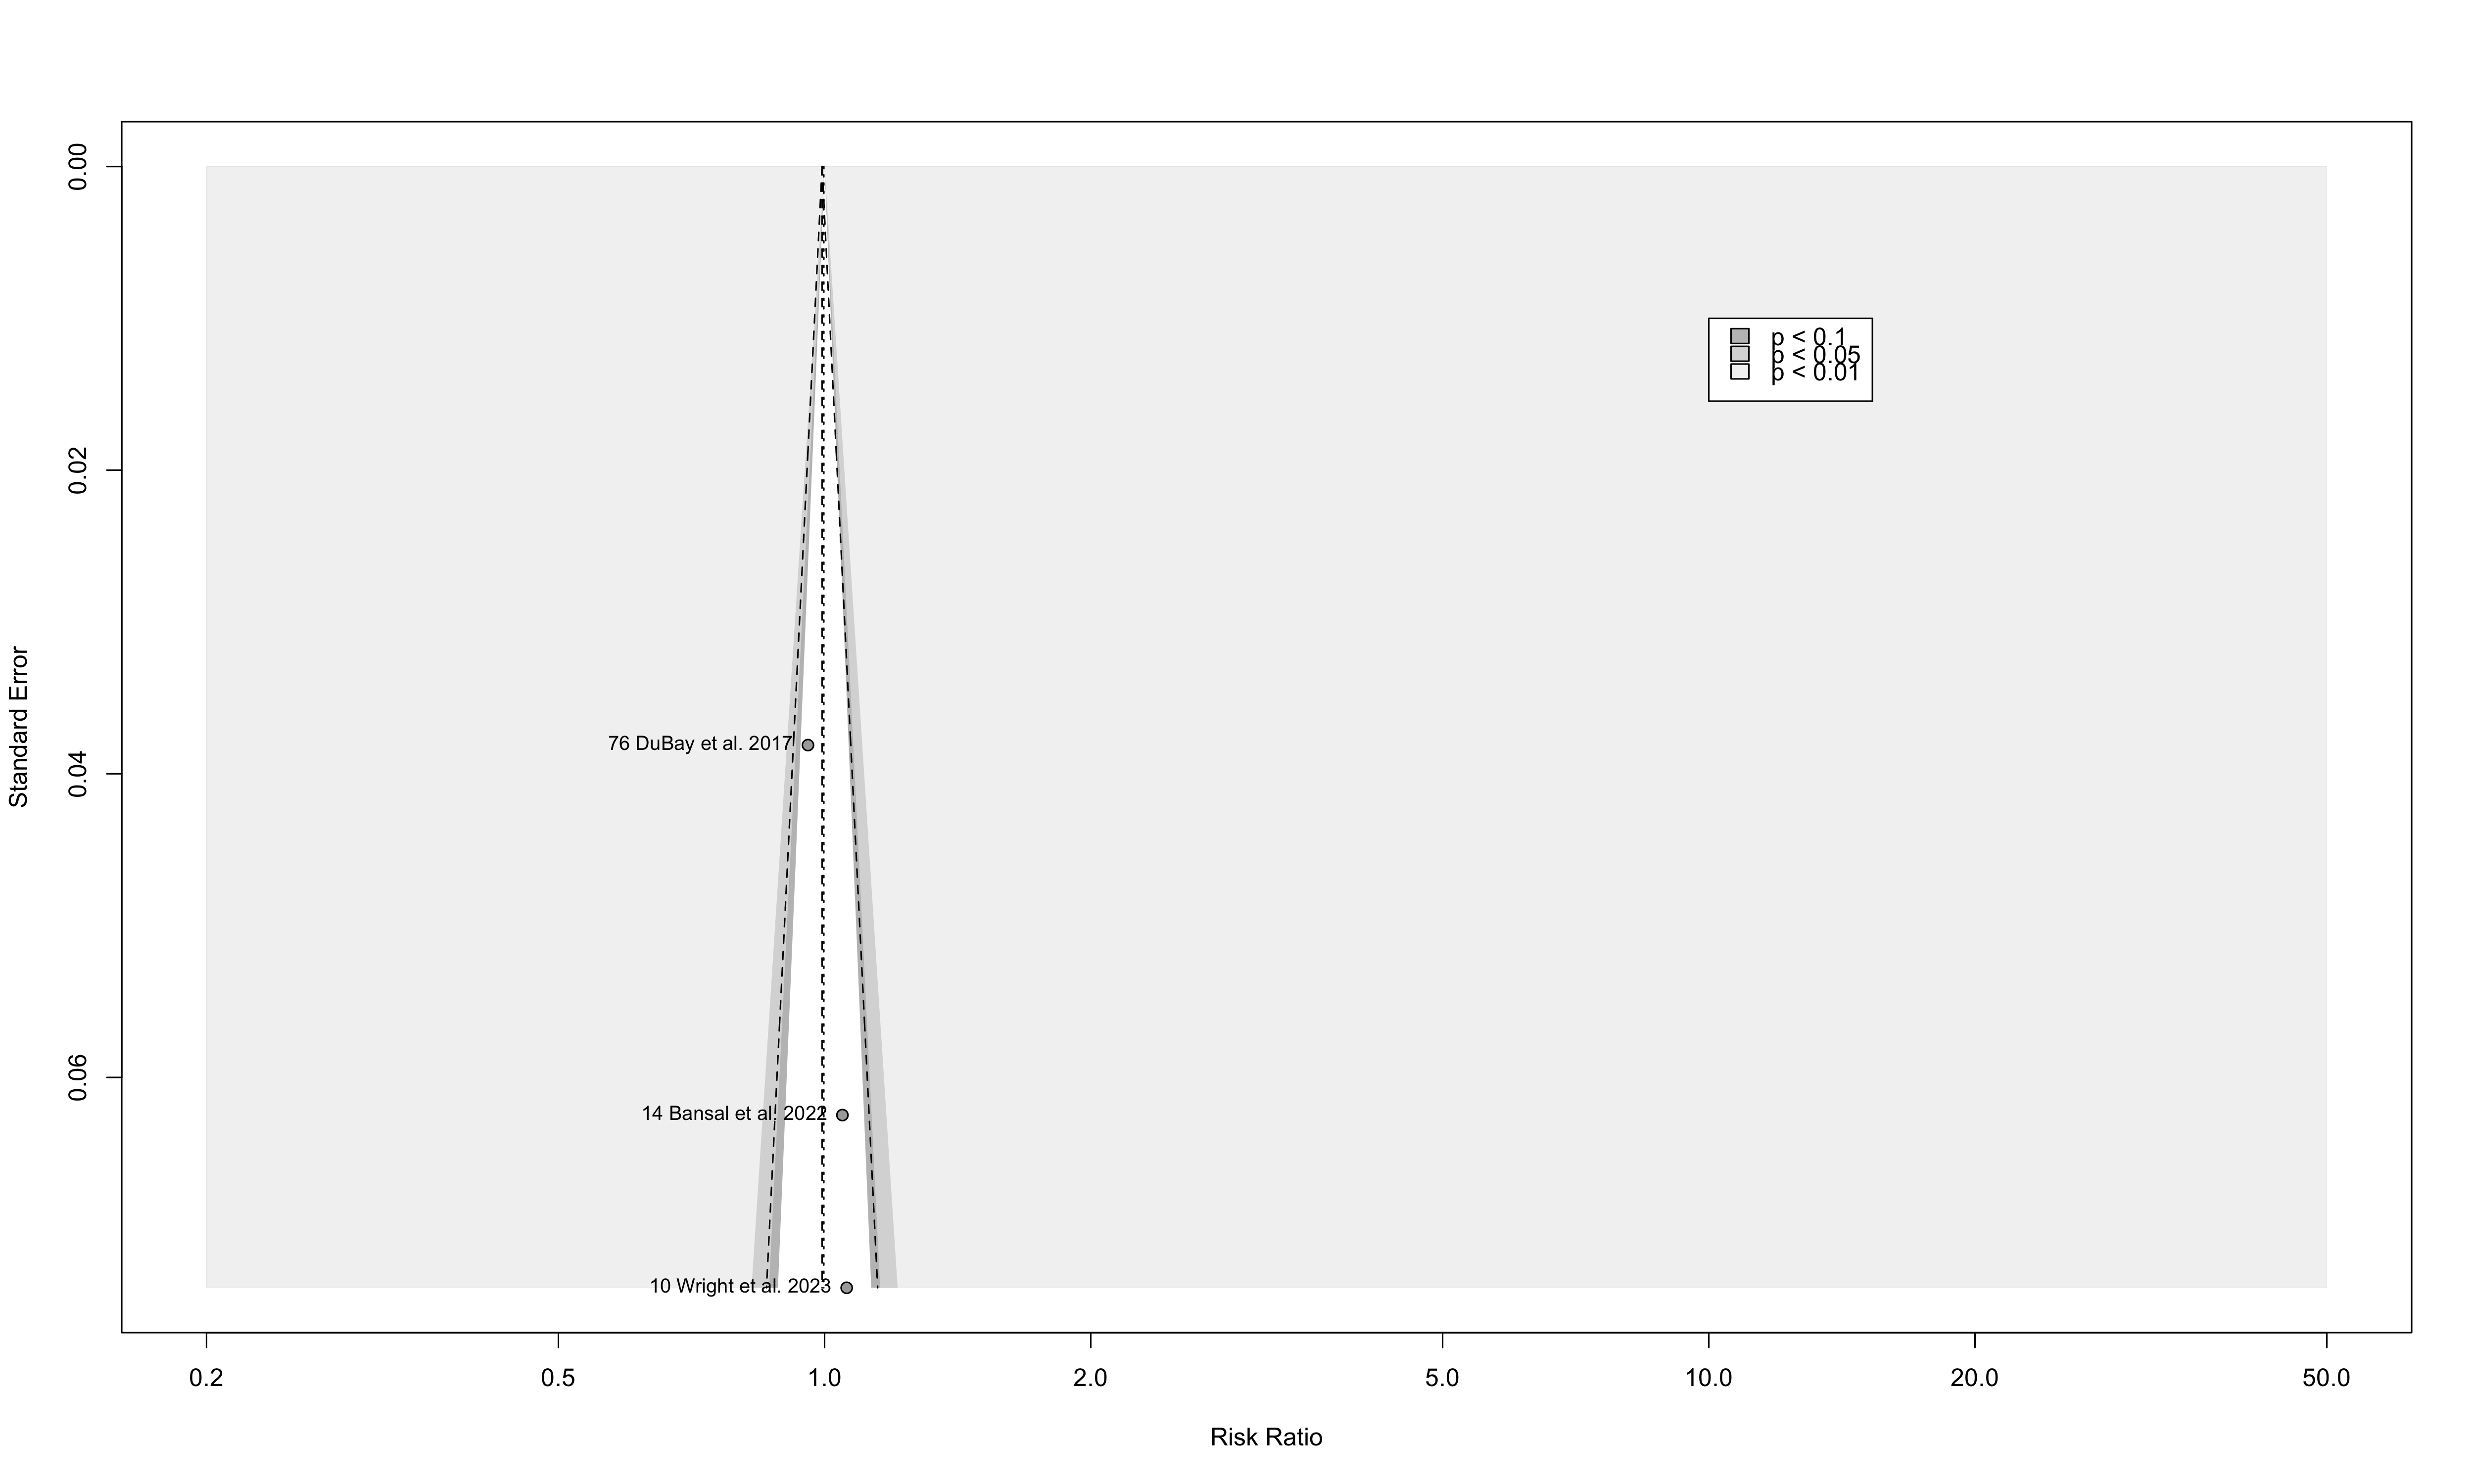 0.00
0.02
0.04
0.06
Standard Error
p < 0.1
p < 0.05
p < 0.01
76 DuBay et al. 2017
14 Bansal et al. 2022
10 Wright et al. 2023
0.2 0.5 1.0 2.0 5.0 10.0 20.0 50.0
Risk Ratio